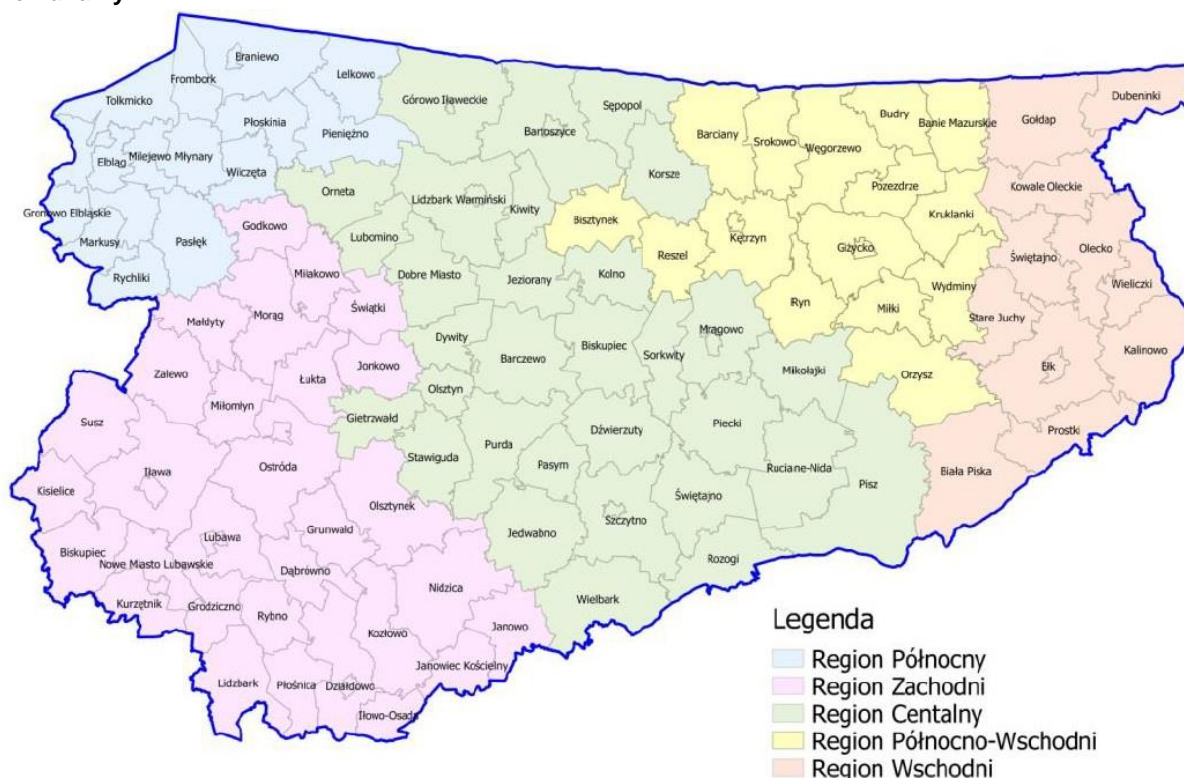 Braniewo
Frombork
Lelkowo
Tolkmicko
Płoskinia
Pieniężno
Elbląg
Milejewo
Młynary
Wilczęta
Gronowo Elbląskie
Markusy
Pasłęk
Rychliki
Górowo Iławeckie
Sępopol
Bartoszyce
Korsze
Orneta
Lidzbark Warmiński
Kiwity
Lubomino
Dobre Miasto
Jeziorany
Kolno
Barciany
Srokowo
Węgorzewo
Budry
Banie Mazurskie
Pozezdrze
Kruklanki
Bisztynek
Reszel
Kętrzyn
Giżycko
Ryn
Miłki
Wydminy
Orzysz
Gołdap
Dubeninki
Kowale Oleckie
Świętajno
Olecko
Wieliczki
Stare Juchy
Kalinowo
Ełk
Prostki
Biała Piska
Godkowo
Miłakowo
Świątki
Małdyty
Morąg
Zalewo
Łukta
Jonkowo
Miłomłyn
Susz
Iława
Ostróda
Kisielice
Olsztynek
Grunwald
Lubawa
Biskupiec
Nowe Miasto Lubawskie
Dąbrówno
Kurzętnik
Grodziczno
Rybno
Nidzica
Kozłowo
Janowo
Janowiec Kościelny
Lidzbark
Płośnica
Działdowo
Iłowo-Osada
Dywity
Barczewo
Biskupiec
Sorkwity
Mrągowo
Mikołajki
Olsztyn
Gietrzwałd
Stawiguda
Purda
Dźwierzuty
Pasym
Piecki
Ruciane-Nida
Pisz
Świętajno
Szczytno
Jedwabno
Rozogi
Wielbark
Legenda
Region Północny
Region Zachodni
Region Centalny
Region Północno-Wschodni
Region Wschodni